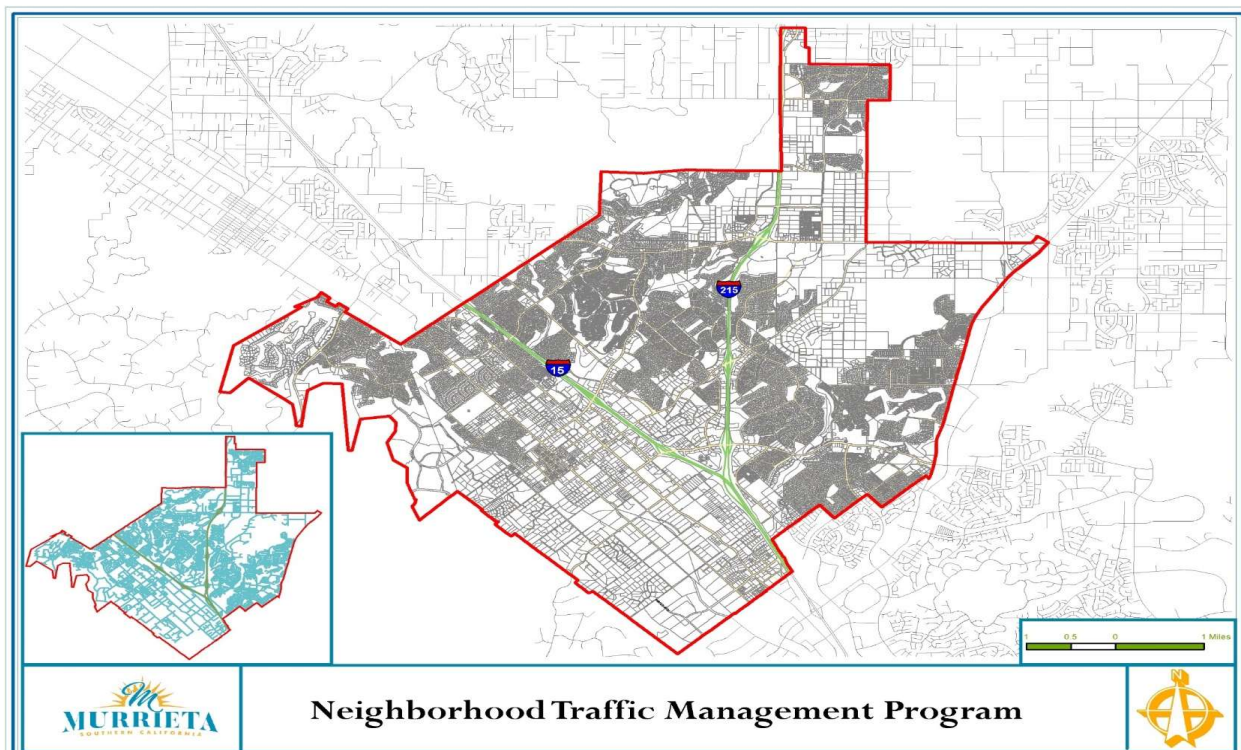 215
15
1 0.5 0 1 Miles
M
MURRIETA
SOUTHERN CALIFORNIA
Neighborhood Traffic Management Program
N